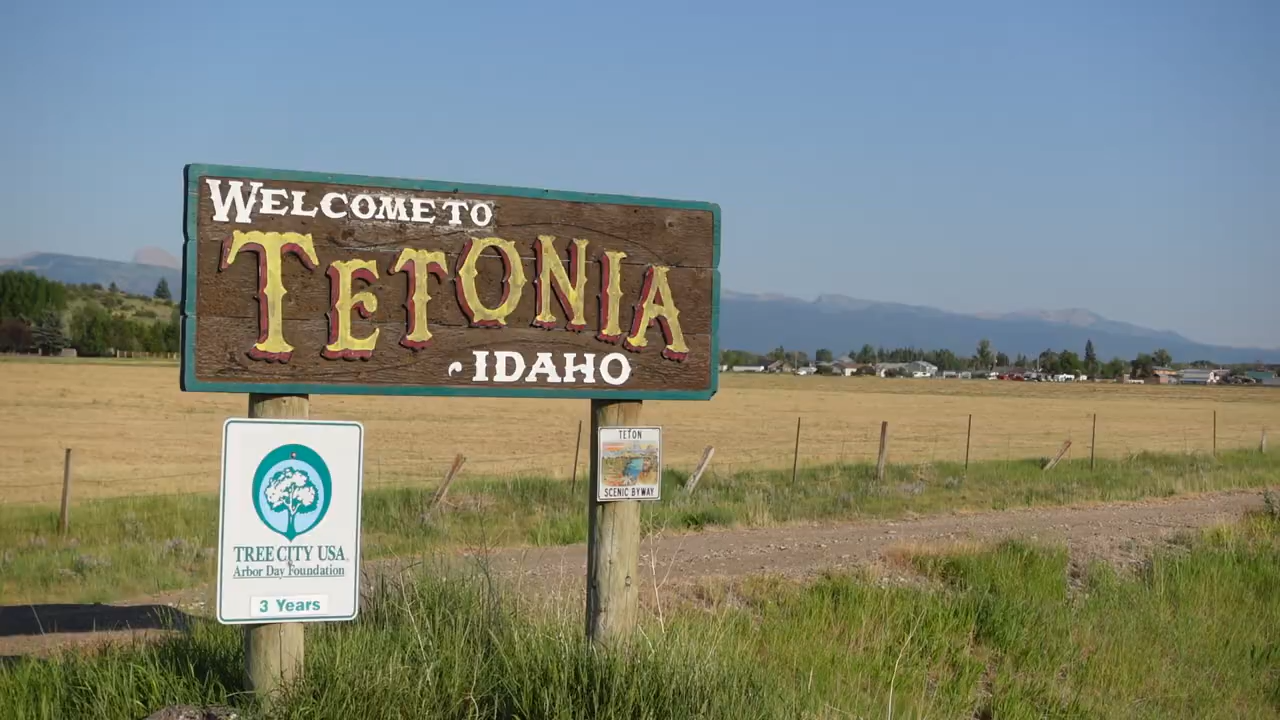 WELCOME TO
TETONIA
IDAHO
TREE CITY USA
Arbor Day Foundation
3 Years
TETON
SCENIC BYWAY